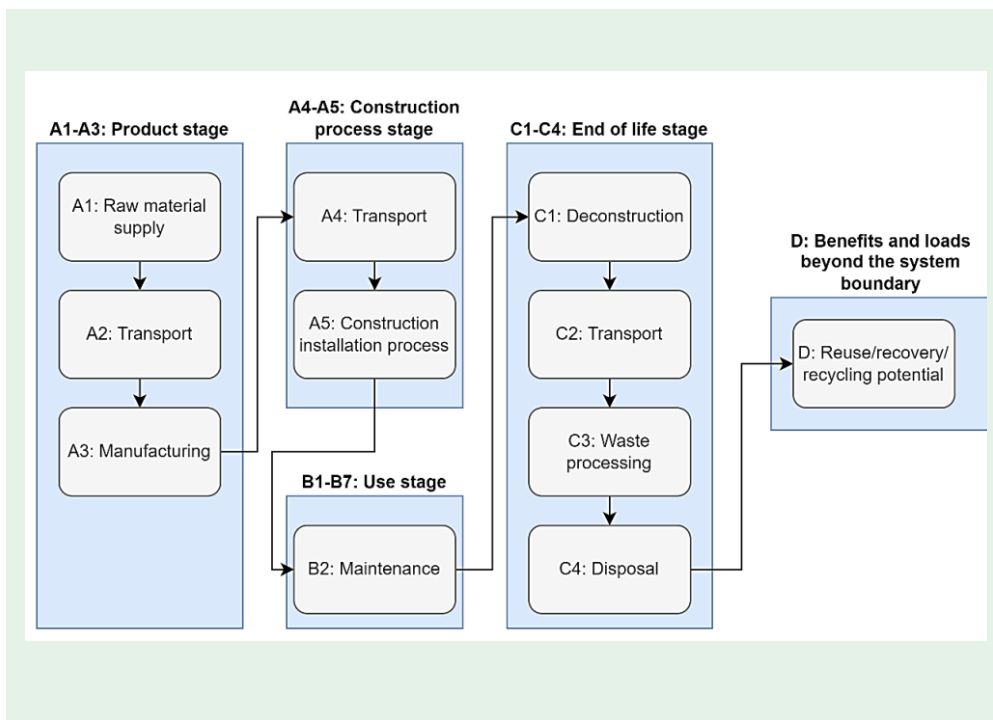 A1-A3: Product stage
A1: Raw material
supply
A2: Transport
A3: Manufacturing
A4-A5: Construction
process stage
A4: Transport
A5: Construction
installation process
B1-B7: Use stage
B2: Maintenance
C1-C4: End of life stage
C1: Deconstruction
C2: Transport
C3: Waste
processing
C4: Disposal
D: Benefits and loads
beyond the system
boundary
D: Reuse/recovery/
recycling potential